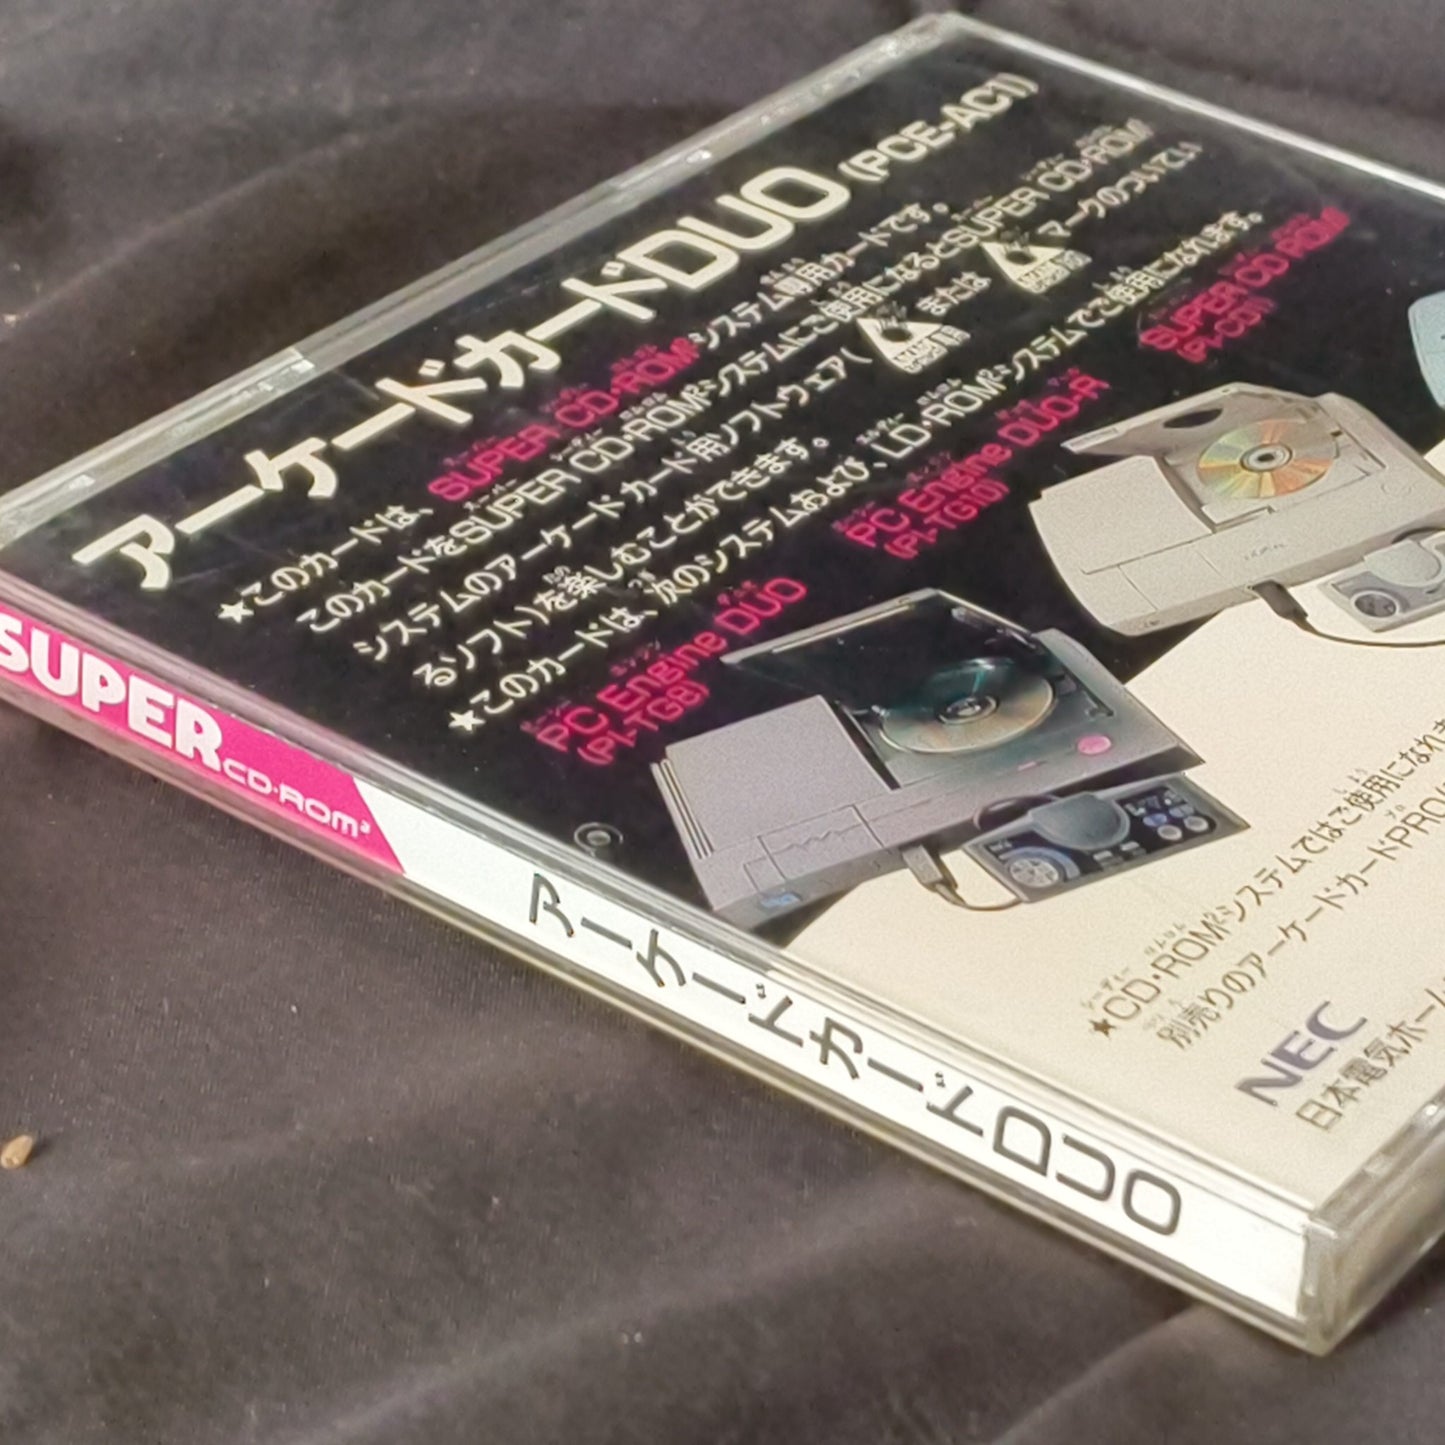 アーケードカードDUO (PCE-AC1)
★このカードは、SUPER CD・ROM²システム専用カードです。
このカードをSUPER CD・ROM²システムにご使用になるとSUPER CD・ROM²
システムのアーケードカード用ソフトウェア( または マークのついてい
るソフト)を楽しむことができます。
★このカードは、次のシステムおよび、LD・ROM²システムでご使用になれます。
PC Engine DUO
(PI-TG8)
PC Engine DUO-R
(PI-TG10)
SUPER CD・ROM²
(PI-CD1)
★CD・ROM²システムではご使用になれま
別売りのアーケードカードPRO
NEC
日本電気ホーム
SUPER CD・ROM²
アーケードカードDUO